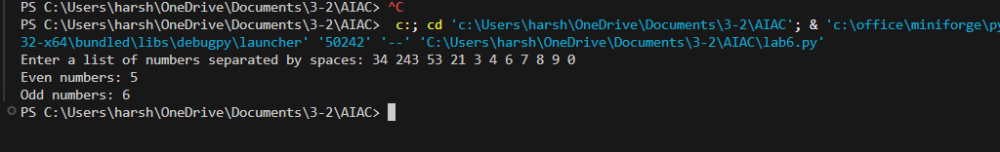 PS C:\Users\harsh\OneDrive\Documents\3-2\AIAC> ^C
PS C:\Users\harsh\OneDrive\Documents\3-2\AIAC>  c:; cd 'c:\Users\harsh\OneDrive\Documents\3-2\AIAC'; & 'c:\office\miniforge\py
32-x64\bundled\libs\debugpy\launcher' '50242' '--' 'C:\Users\harsh\OneDrive\Documents\3-2\AIAC\lab6.py'
Enter a list of numbers separated by spaces: 34 243 53 21 3 4 6 7 8 9 0
Even numbers: 5
Odd numbers: 6
PS C:\Users\harsh\OneDrive\Documents\3-2\AIAC>